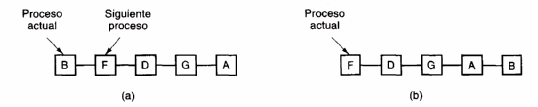 Proceso actual
Siguiente proceso
B F D G A
(a)
Proceso actual
F D G A B
(b)